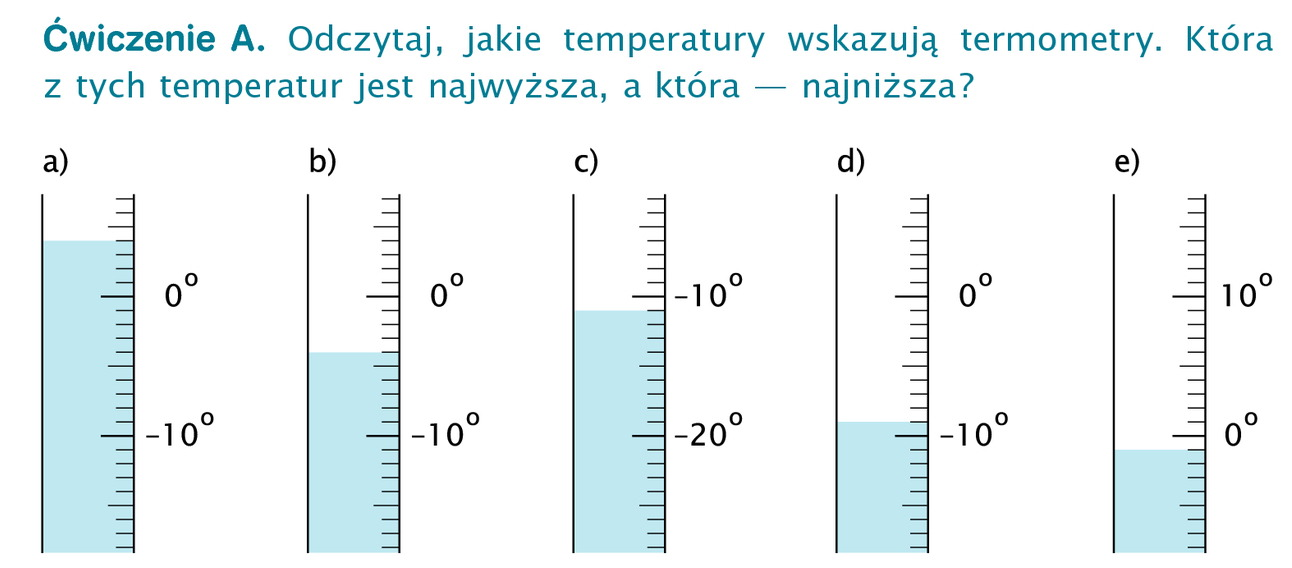 Ćwiczenie A. Odczytaj, jakie temperatury wskazują termometry. Która
z tych temperatur jest najwyższa, a która — najniższa?
a) b) c) d) e)
0° 0° -10° 0° 10°
-10° -10° -20° -10° 0°